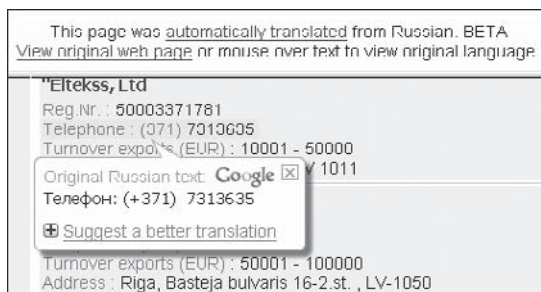 This page was automatically translated from Russian. BETA
View original web page or mouse over text to view original language
"Eltekss, Ltd
Reg.Nr. : 50003371781
Telephone : (371) 7313635
Turnover exports (EUR) : 10001 - 50000
V 1011
Original Russian text: Google
Телефон: (+371) 7313635
Suggest a better translation
Turnover exports (EUR) : 50001 - 100000
Address : Riga, Basteja bulvaris 16-2.st. , LV-1050